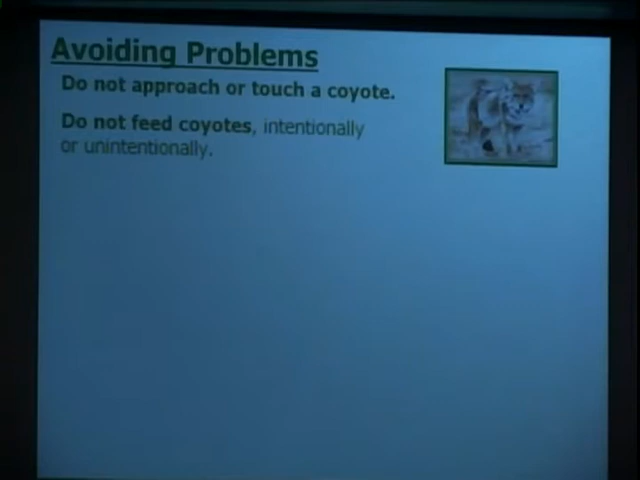 Avoiding Problems
Do not approach or touch a coyote.
Do not feed coyotes, intentionally
or unintentionally.